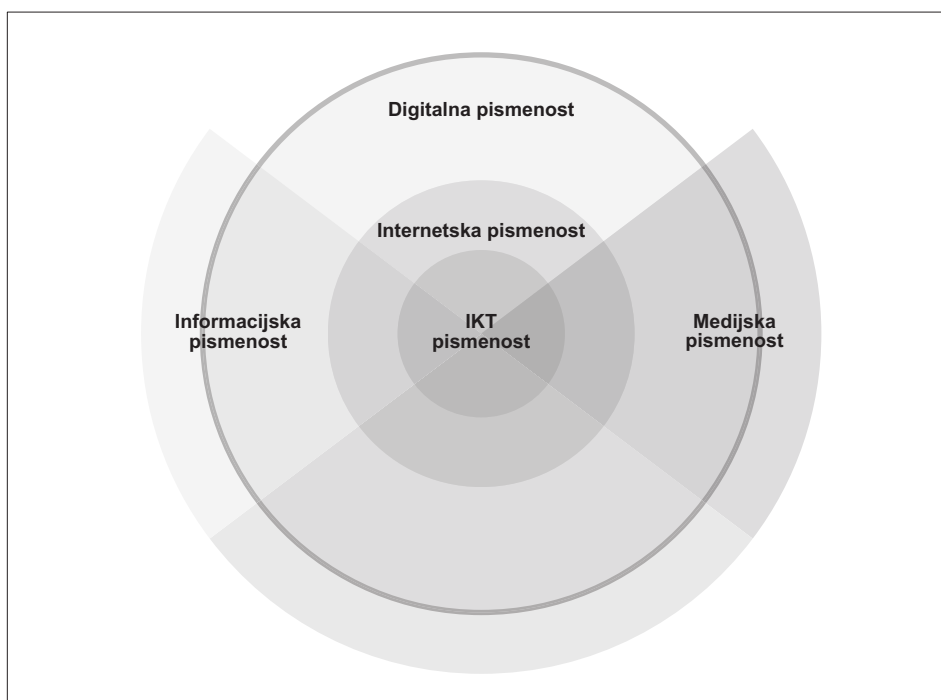 Digitalna pismenost
Internetska pismenost
Informacijska
pismenost
IKT
pismenost
Medijska
pismenost